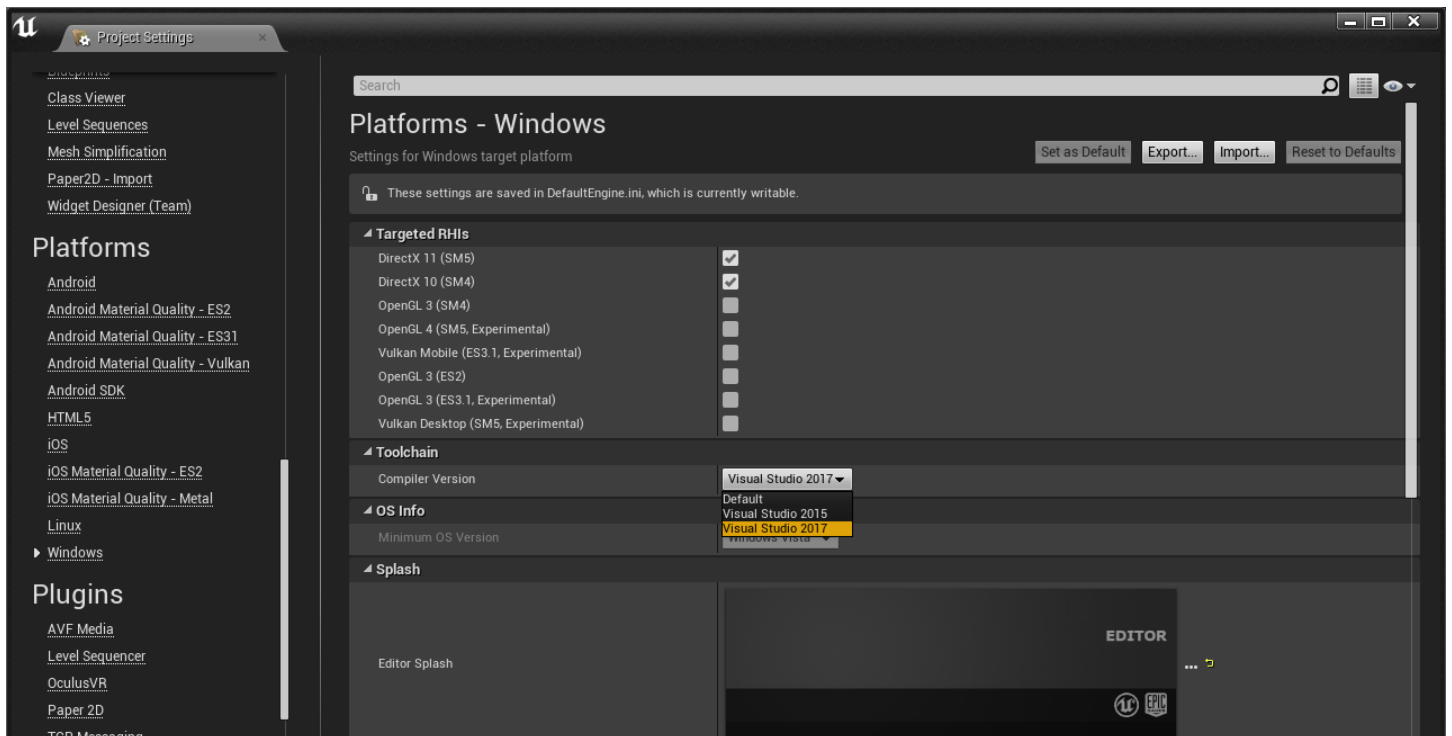 Project Settings
Blueprints
Class Viewer
Level Sequences
Mesh Simplification
Paper2D - Import
Widget Designer (Team)
Platforms
Android
Android Material Quality - ES2
Android Material Quality - ES31
Android Material Quality - Vulkan
Android SDK
HTML5
iOS
iOS Material Quality - ES2
iOS Material Quality - Metal
Linux
Windows
Plugins
AVF Media
Level Sequencer
OculusVR
Paper 2D
TCP Messaging
Search
Platforms - Windows
Settings for Windows target platform
Set as Default Export... Import... Reset to Defaults
These settings are saved in DefaultEngine.ini, which is currently writable.
Targeted RHIs
DirectX 11 (SM5)
DirectX 10 (SM4)
OpenGL 3 (SM4)
OpenGL 4 (SM5, Experimental)
Vulkan Mobile (ES3.1, Experimental)
OpenGL 3 (ES2)
OpenGL 3 (ES3.1, Experimental)
Vulkan Desktop (SM5, Experimental)
Toolchain
Compiler Version Visual Studio 2017
Default
Visual Studio 2015
Visual Studio 2017
OS Info
Minimum OS Version Windows Vista
Splash
Editor Splash
EDITOR
EPIC